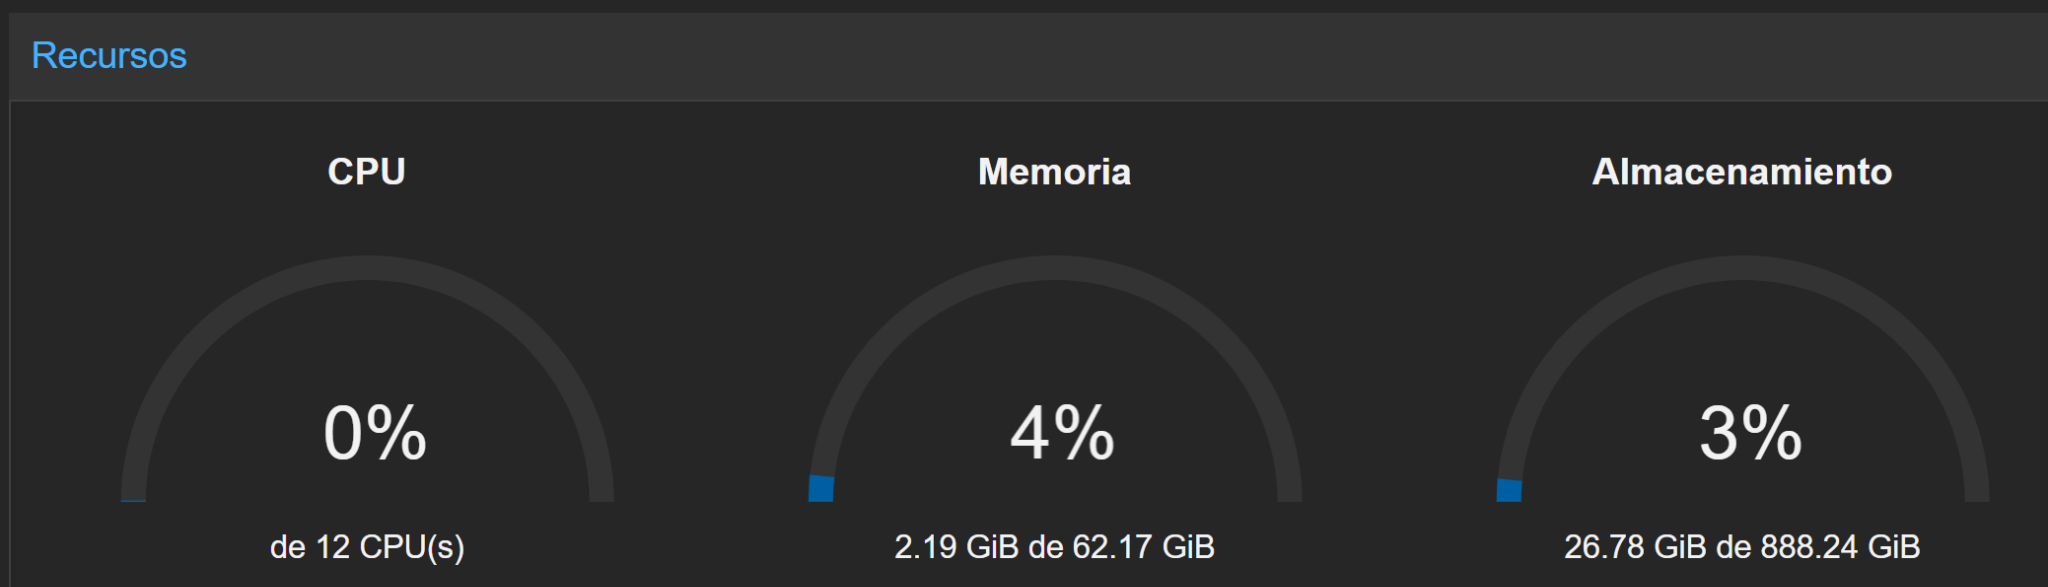 Recursos
CPU
Memoria
Almacenamiento
0%
4%
3%
de 12 CPU(s)
2.19 GiB de 62.17 GiB
26.78 GiB de 888.24 GiB